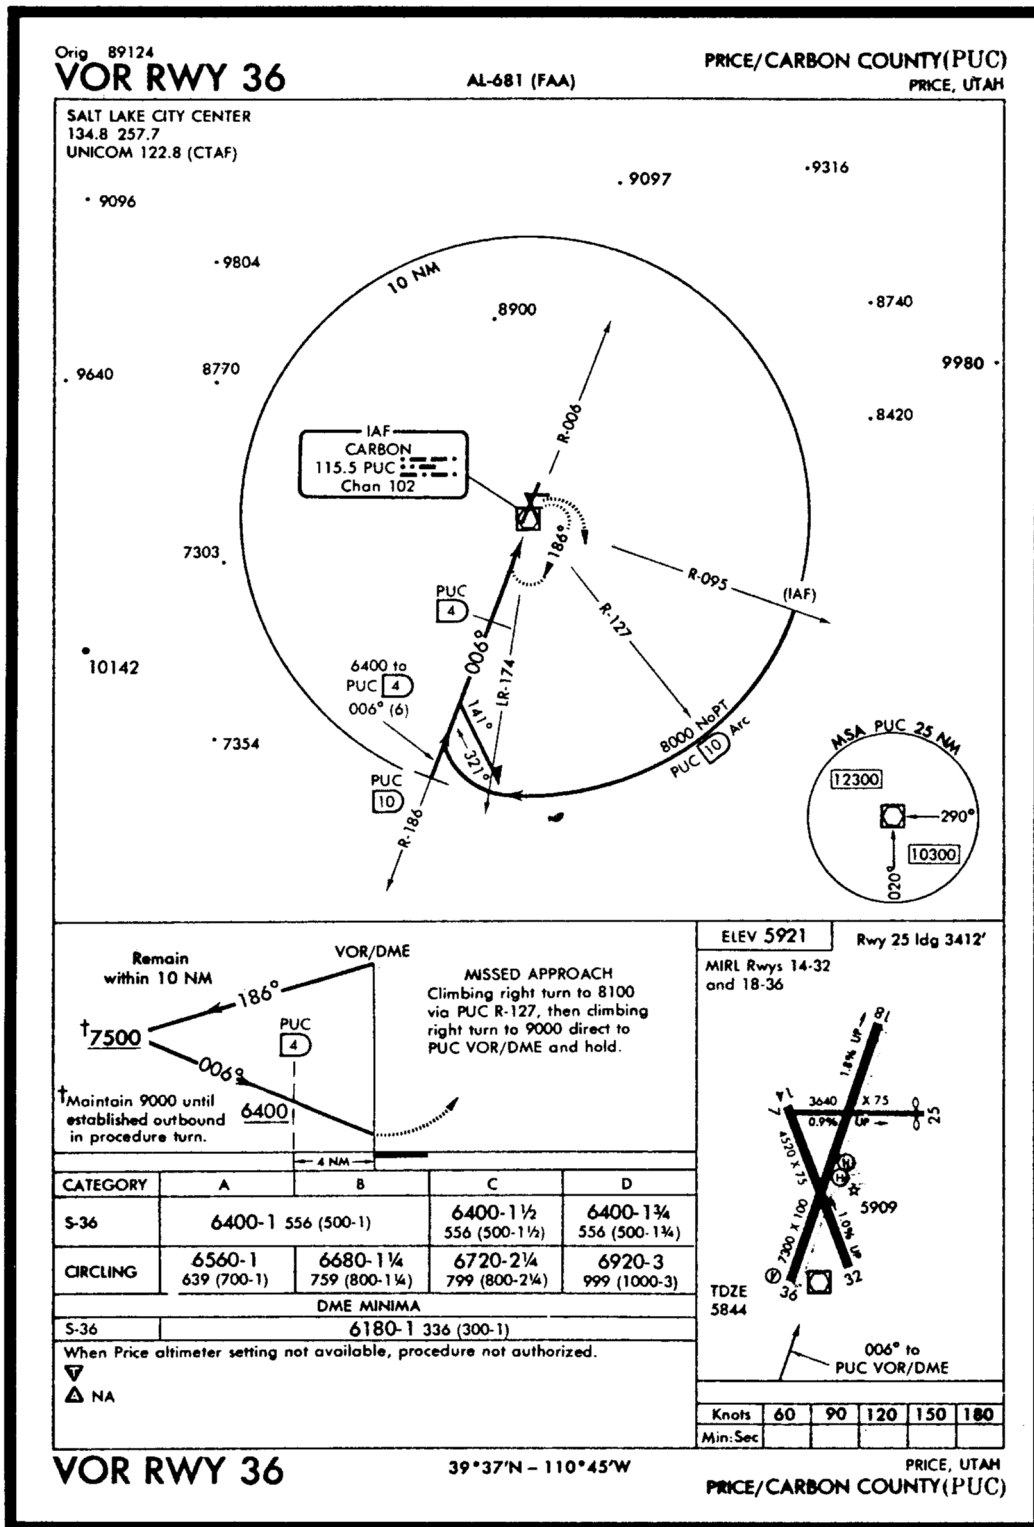 Orig 89124
VOR RWY 36
AL-681 (FAA)
PRICE/CARBON COUNTY(PUC)
PRICE, UTAH
SALT LAKE CITY CENTER
134.8 257.7
UNICOM 122.8 (CTAF)
9096
9097
9316
9804
10 NM
8900
8740
9640
8770
9980
8420
R-006
IAF
CARBON
115.5 PUC
Chan 102
7303
186°
R-095
(IAF)
PUC
4
R-127
10142
006°
6400 to
PUC 4
006° (6)
LR-174
141°
321°
7354
8000 NoPT
PUC 10 Arc
PUC
10
R-186
MSA PUC 25 NM
12300
290°
10300
020°
Remain
within 10 NM
VOR/DME
186°
†7500
PUC
4
006°
6400
†Maintain 9000 until
established outbound
in procedure turn.
4 NM
MISSED APPROACH
Climbing right turn to 8100
via PUC R-127, then climbing
right turn to 9000 direct to
PUC VOR/DME and hold.
ELEV 5921
Rwy 25 ldg 3412'
MIRL Rwys 14-32
and 18-36
18
1.8% UP
3640 X 75
0.9% UP
7
25
4520 X 75
H
H
5909
7300 X 100
1.0% UP
V
36
32
TDZE
5844
006° to
PUC VOR/DME
CATEGORY A B C D
S-36 6400-1 556 (500-1) 6400-1½ 6400-1¾
556 (500-1½) 556 (500-1¾)
CIRCLING 6560-1 6680-1¼ 6720-2¼ 6920-3
639 (700-1) 759 (800-1¼) 799 (800-2¼) 999 (1000-3)
DME MINIMA
S-36 6180-1 336 (300-1)
When Price altimeter setting not available, procedure not authorized.
T
A NA
Knots 60 90 120 150 180
Min:Sec
VOR RWY 36
39°37'N – 110°45'W
PRICE, UTAH
PRICE/CARBON COUNTY(PUC)